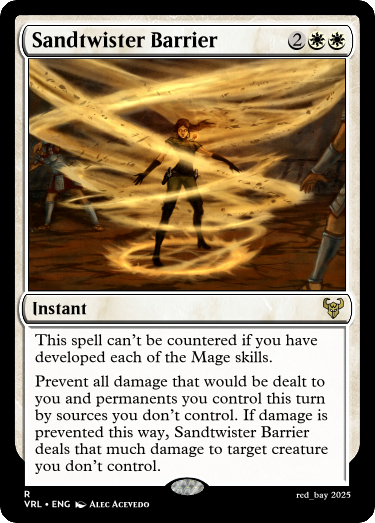 Sandtwister Barrier 2
Instant
This spell can't be countered if you have
developed each of the Mage skills.
Prevent all damage that would be dealt to
you and permanents you control this turn
by sources you don't control. If damage is
prevented this way, Sandtwister Barrier
deals that much damage to target creature
you don't control.
R
VRL • ENG Alec Acevedo
red_bay 2025